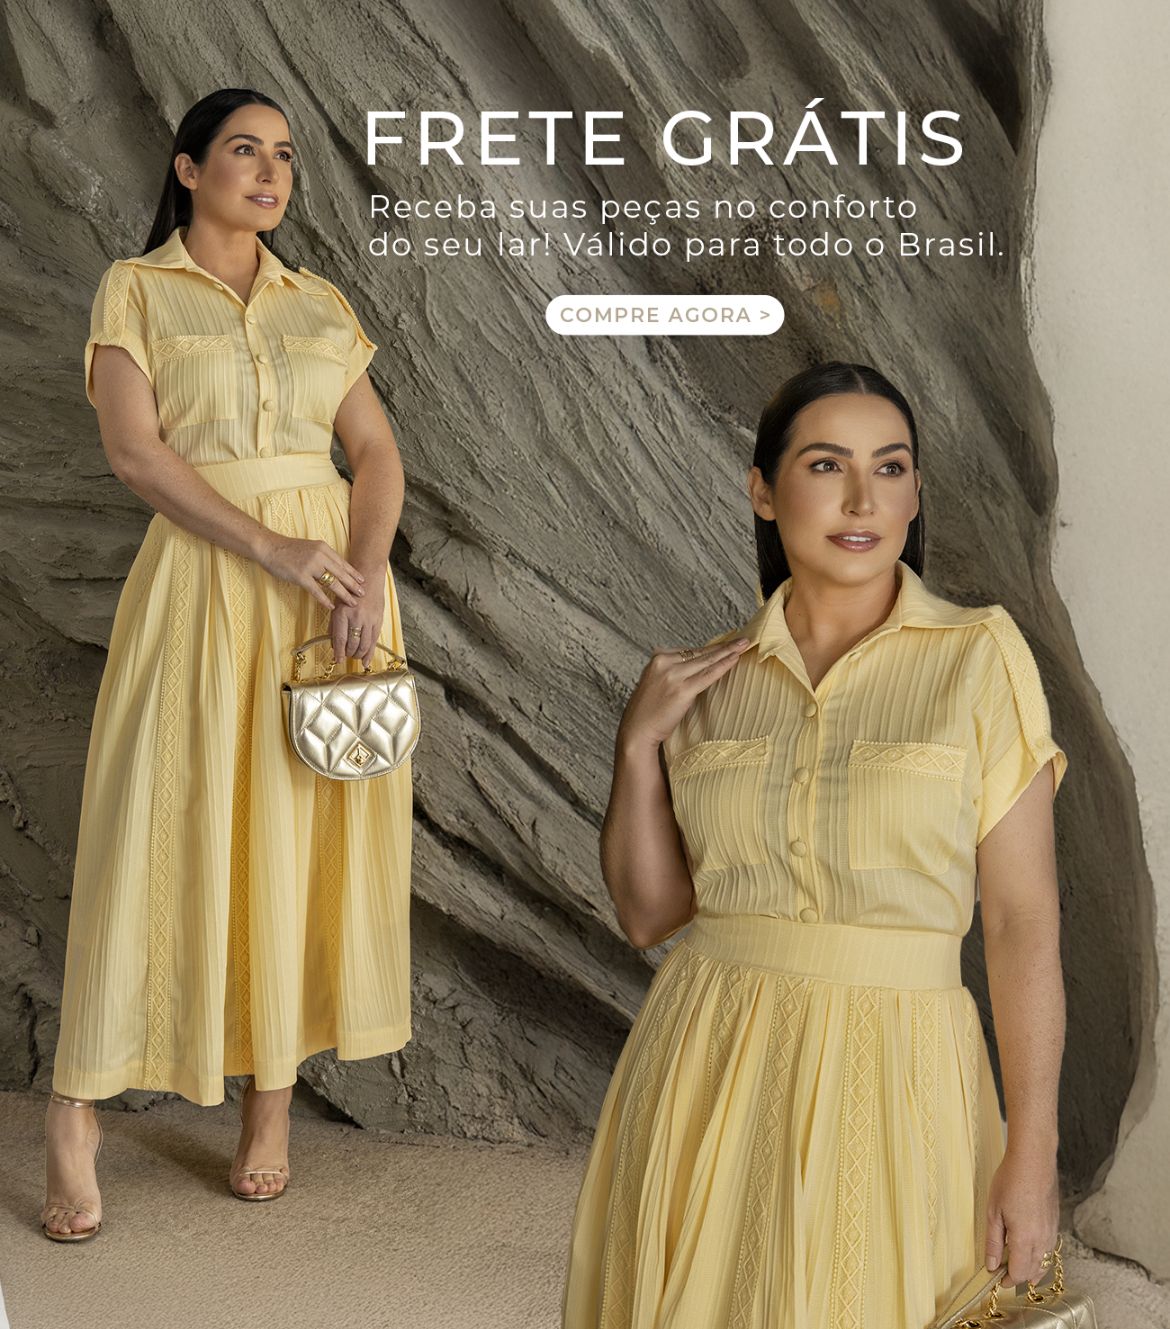 FRETE GRÁTIS
Receba suas peças no conforto
do seu lar! Válido para todo o Brasil.
COMPRE AGORA >